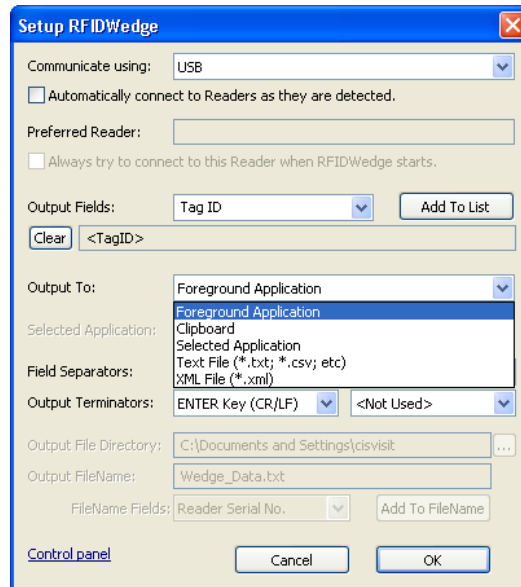 Setup RFIDWedge
Communicate using: USB
Automatically connect to Readers as they are detected.
Preferred Reader:
Always try to connect to this Reader when RFIDWedge starts.
Output Fields: Tag ID Add To List
Clear <TagID>
Output To: Foreground Application
Foreground Application
Selected Application: Clipboard
Selected Application
Text File (*.txt; *.csv; etc)
Field Separators: XML File (*.xml)
Output Terminators: ENTER Key (CR/LF) <Not Used>
Output File Directory: C:\Documents and Settings\cisvisit ...
Output FileName: Wedge_Data.txt
FileName Fields: Reader Serial No. Add To FileName
Control panel Cancel OK